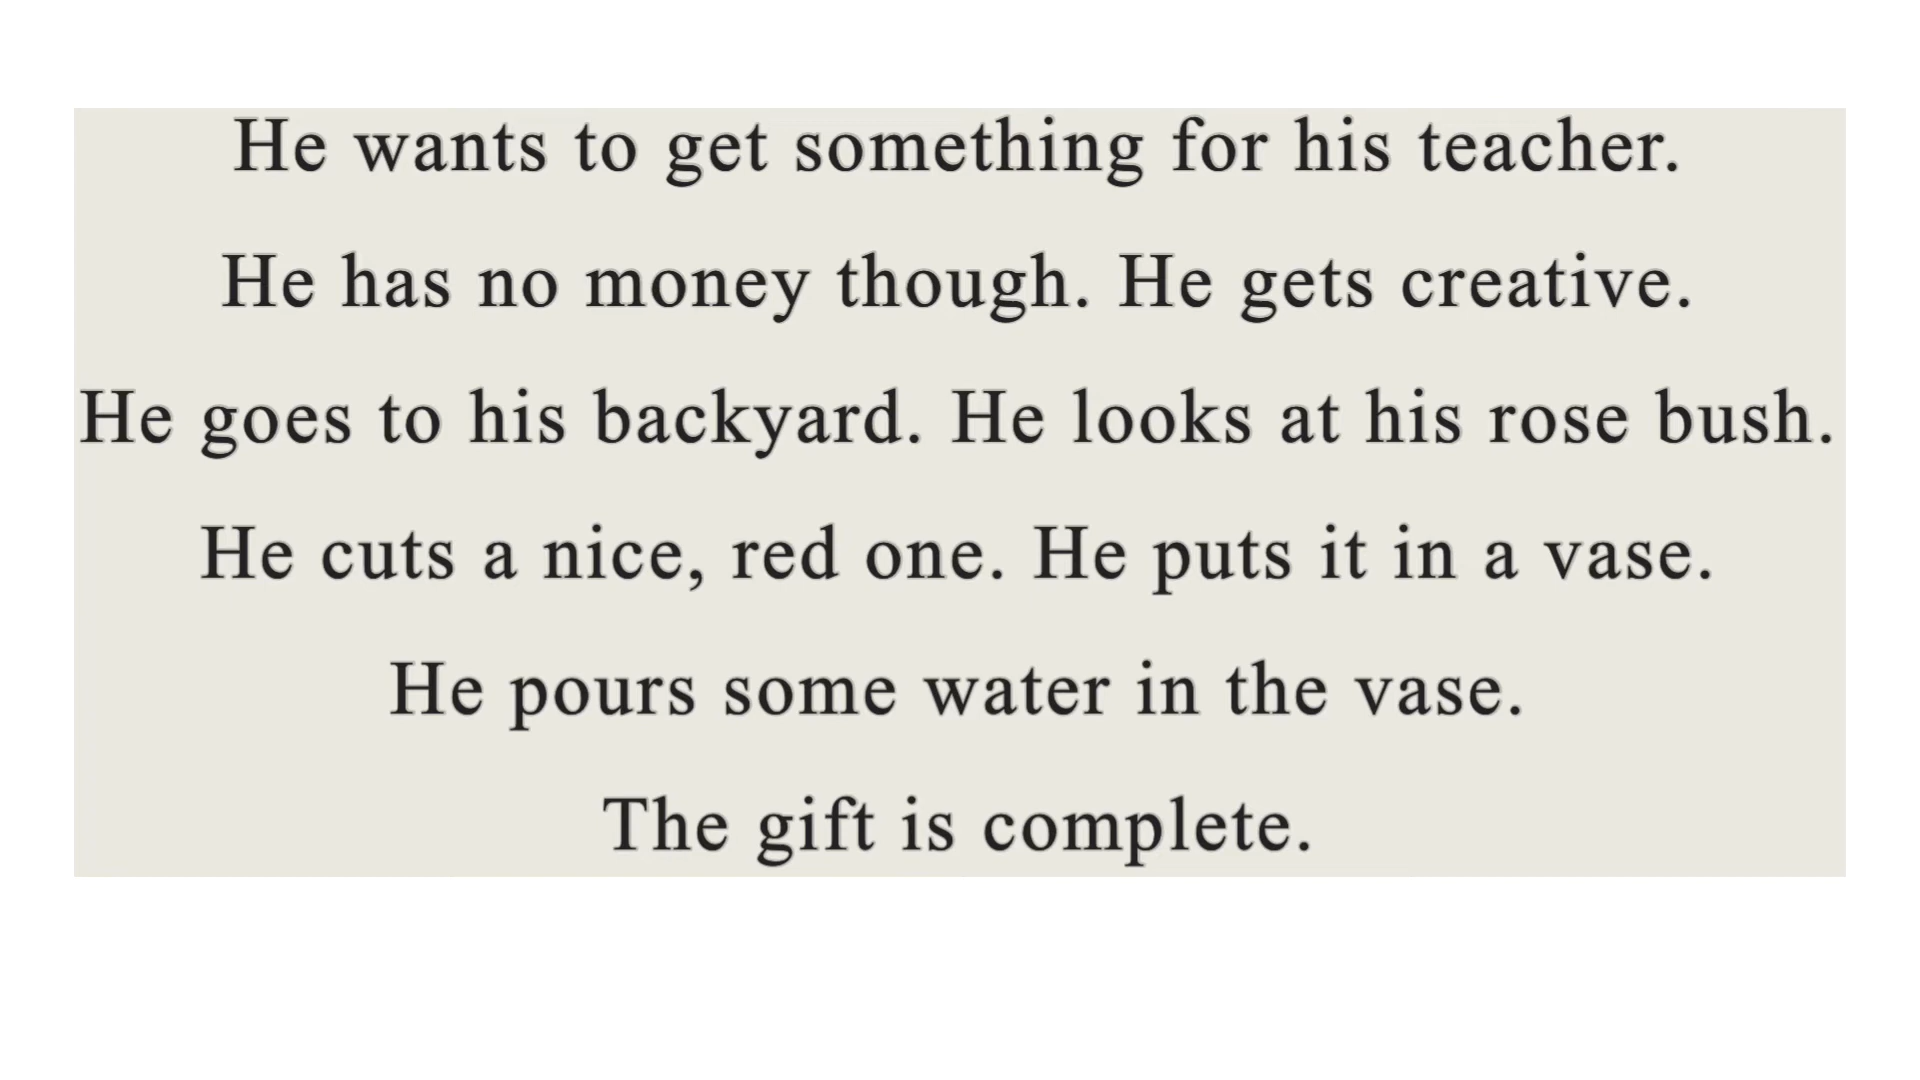 He wants to get something for his teacher.
He has no money though. He gets creative.
He goes to his backyard. He looks at his rose bush.
He cuts a nice, red one. He puts it in a vase.
He pours some water in the vase.
The gift is complete.